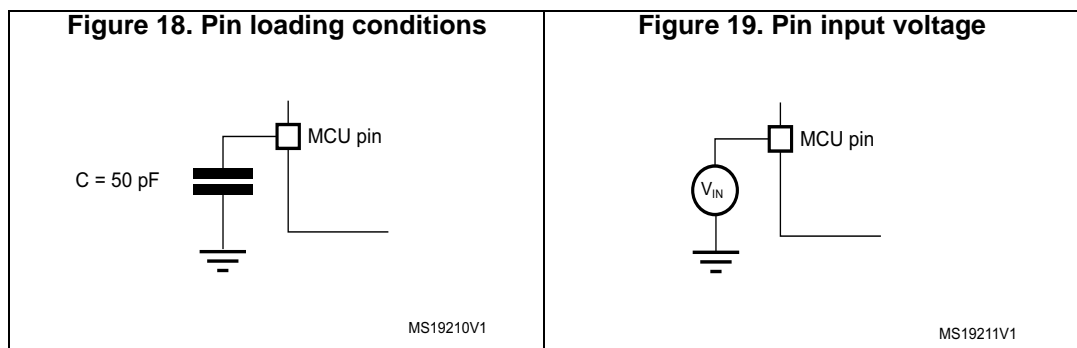 Figure 18. Pin loading conditions
MCU pin
C = 50 pF
MS19210V1
Figure 19. Pin input voltage
MCU pin
VIN
MS19211V1